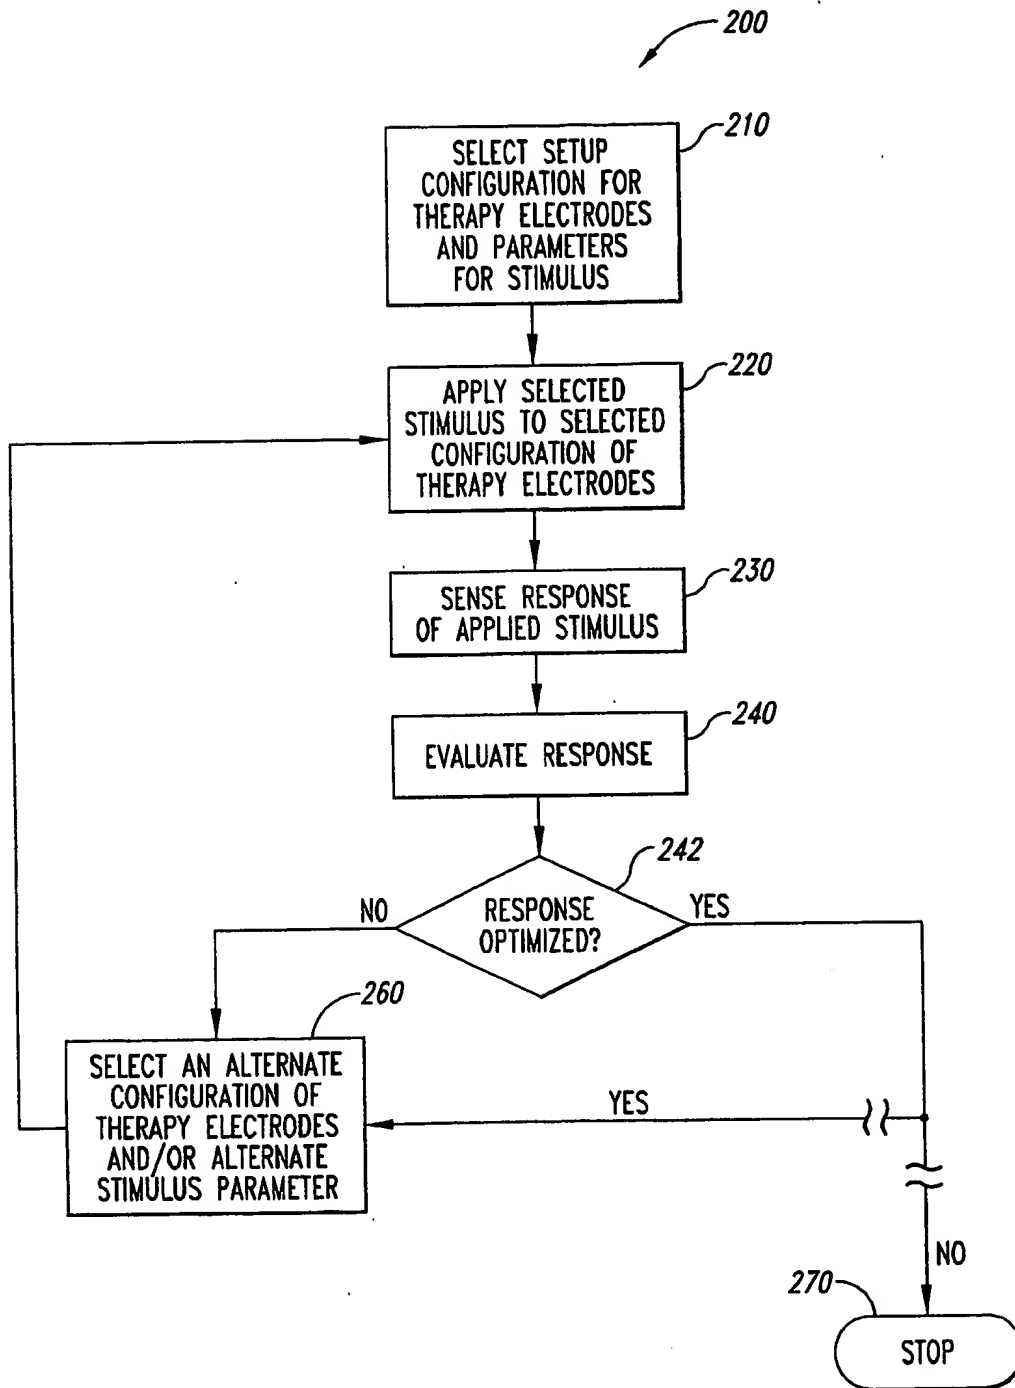 200
210
SELECT SETUP
CONFIGURATION FOR
THERAPY ELECTRODES
AND PARAMETERS
FOR STIMULUS
220
APPLY SELECTED
STIMULUS TO SELECTED
CONFIGURATION OF
THERAPY ELECTRODES
230
SENSE RESPONSE
OF APPLIED STIMULUS
240
EVALUATE RESPONSE
242
NO
RESPONSE
OPTIMIZED?
YES
260
SELECT AN ALTERNATE
CONFIGURATION OF
THERAPY ELECTRODES
AND/OR ALTERNATE
STIMULUS PARAMETER
YES
NO
270
STOP